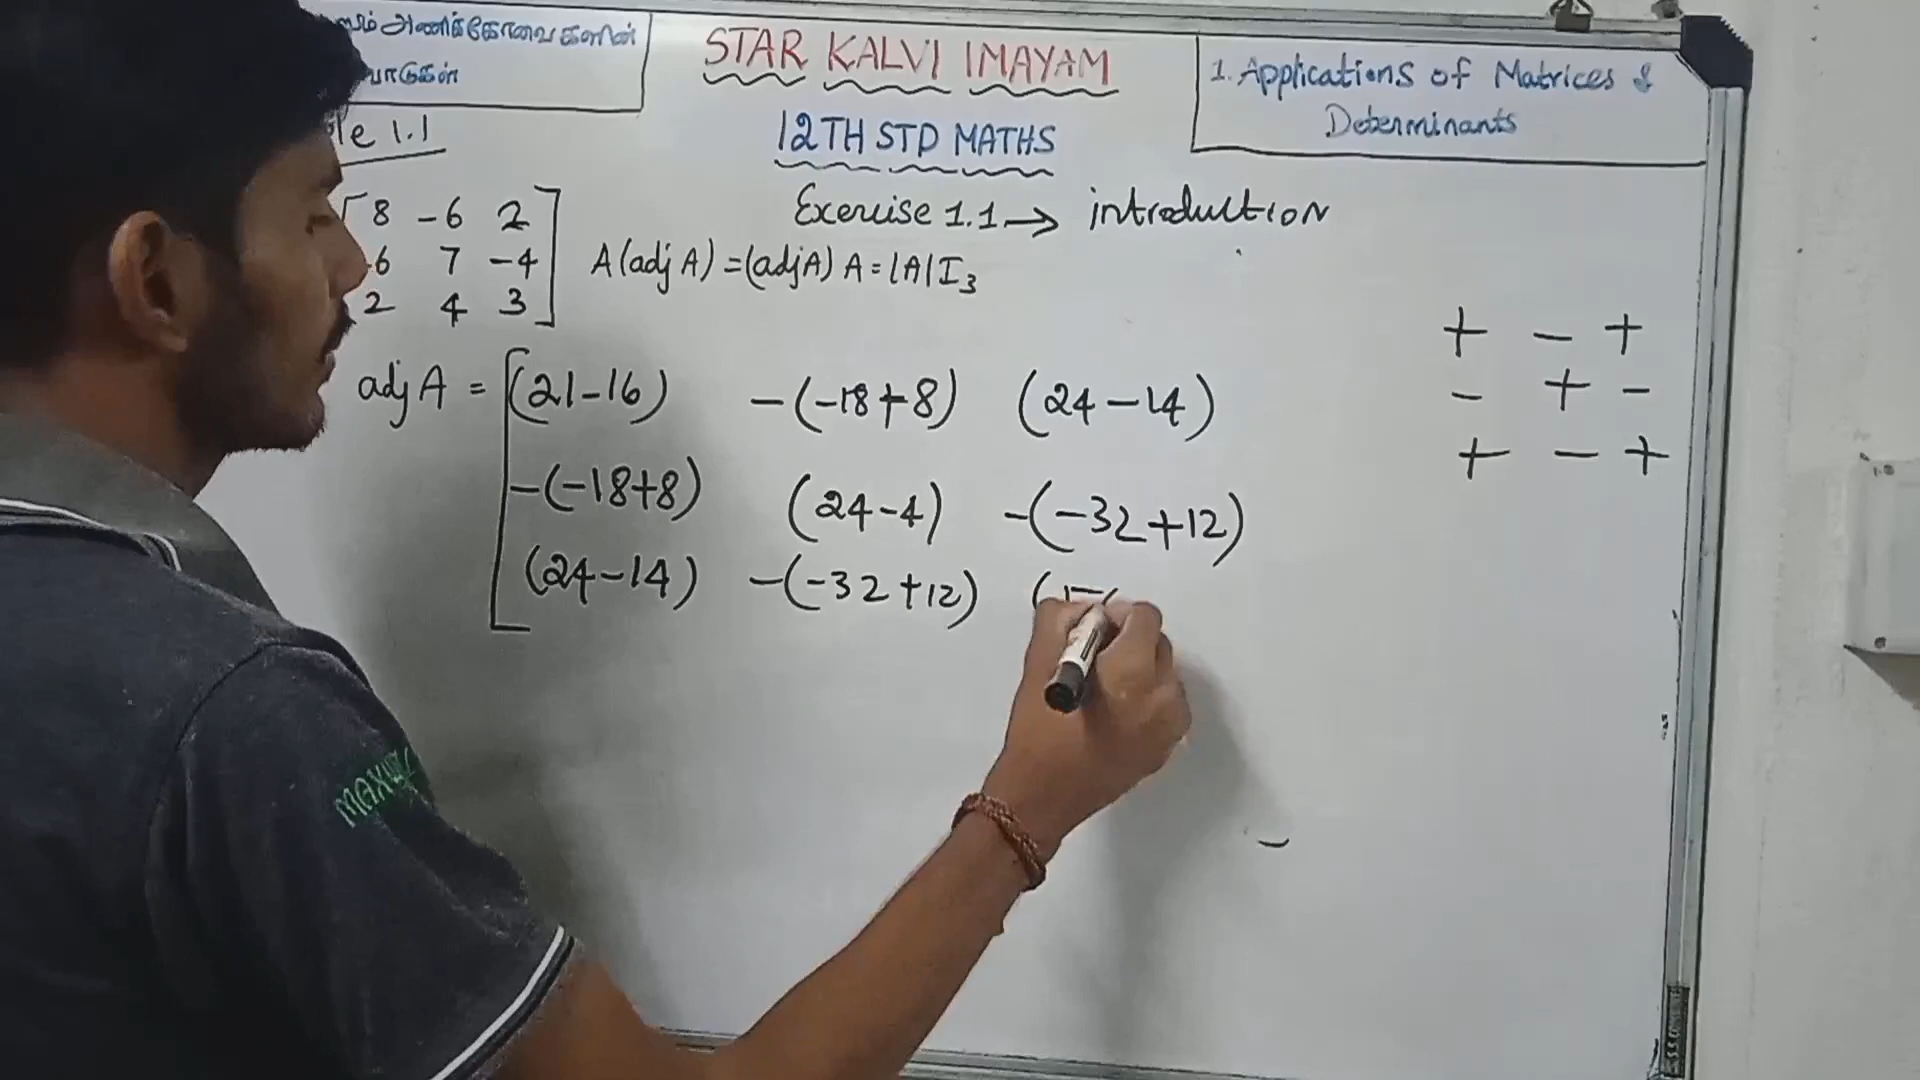 அணிக்கோவைகளின்
STAR KALVI IMAYAM
1. Applications of Matrices & Determinants
12TH STD MATHS
1.1
Exercise 1.1 → introduction
8 -6 2
6 7 -4
2 4 3
A(adj A) = (adj A) A = |A| I₃
+ - +
- + -
+ - +
adj A = [(21-16) -(-18+8) (24-14)
-(-18+8) (24-4) -(-32+12)
(24-14) -(-32+12) (
MAXW